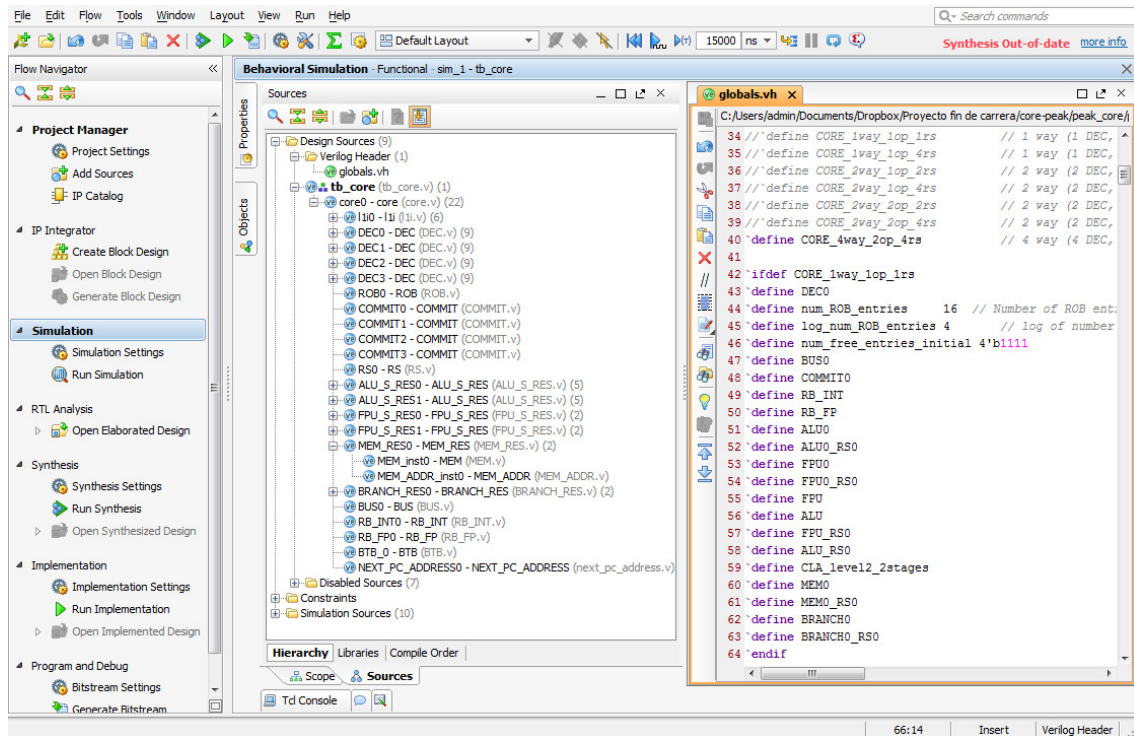 File Edit Flow Tools Window Layout View Run Help
Search commands
Default Layout
15000 ns
Synthesis Out-of-date more info
Flow Navigator
Project Manager
Project Settings
Add Sources
IP Catalog
IP Integrator
Create Block Design
Open Block Design
Generate Block Design
Simulation
Simulation Settings
Run Simulation
RTL Analysis
Open Elaborated Design
Synthesis
Synthesis Settings
Run Synthesis
Open Synthesized Design
Implementation
Implementation Settings
Run Implementation
Open Implemented Design
Program and Debug
Bitstream Settings
Generate Bitstream
Behavioral Simulation - Functional - sim_1 - tb_core
Properties
Objects
Sources
Design Sources (9)
Verilog Header (1)
globals.vh
tb_core (tb_core.v) (1)
core0 - core (core.v) (22)
l1i0 - l1i (l1i.v) (6)
DEC0 - DEC (DEC.v) (9)
DEC1 - DEC (DEC.v) (9)
DEC2 - DEC (DEC.v) (9)
DEC3 - DEC (DEC.v) (9)
ROB0 - ROB (ROB.v)
COMMIT0 - COMMIT (COMMIT.v)
COMMIT1 - COMMIT (COMMIT.v)
COMMIT2 - COMMIT (COMMIT.v)
COMMIT3 - COMMIT (COMMIT.v)
RS0 - RS (RS.v)
ALU_S_RES0 - ALU_S_RES (ALU_S_RES.v) (5)
ALU_S_RES1 - ALU_S_RES (ALU_S_RES.v) (5)
FPU_S_RES0 - FPU_S_RES (FPU_S_RES.v) (2)
FPU_S_RES1 - FPU_S_RES (FPU_S_RES.v) (2)
MEM_RES0 - MEM_RES (MEM_RES.v) (2)
MEM_inst0 - MEM (MEM.v)
MEM_ADDR_inst0 - MEM_ADDR (MEM_ADDR.v)
BRANCH_RES0 - BRANCH_RES (BRANCH_RES.v) (2)
BUS0 - BUS (BUS.v)
RB_INT0 - RB_INT (RB_INT.v)
RB_FP0 - RB_FP (RB_FP.v)
BTB_0 - BTB (BTB.v)
NEXT_PC_ADDRESS0 - NEXT_PC_ADDRESS (next_pc_address.v)
Disabled Sources (7)
Constraints
Simulation Sources (10)
Hierarchy Libraries Compile Order
Scope Sources
Tcl Console
globals.vh
C:/Users/admin/Documents/Dropbox/Proyecto fin de carrera/core-peak/peak_core/
34 //`define CORE_1way_1op_1rs // 1 way (1 DEC,
35 //`define CORE_1way_1op_4rs // 1 way (1 DEC,
36 //`define CORE_2way_1op_2rs // 2 way (2 DEC,
37 //`define CORE_2way_1op_4rs // 2 way (2 DEC,
38 //`define CORE_2way_2op_2rs // 2 way (2 DEC,
39 //`define CORE_2way_2op_4rs // 2 way (2 DEC,
40 `define CORE_4way_2op_4rs // 4 way (4 DEC,
41
42 `ifdef CORE_1way_1op_1rs
43 `define DEC0
44 `define num_ROB_entries 16 // Number of ROB ent
45 `define log_num_ROB_entries 4 // log of number
46 `define num_free_entries_initial 4'b1111
47 `define BUS0
48 `define COMMIT0
49 `define RB_INT
50 `define RB_FP
51 `define ALU0
52 `define ALU0_RS0
53 `define FPU0
54 `define FPU0_RS0
55 `define FPU
56 `define ALU
57 `define FPU_RS0
58 `define ALU_RS0
59 `define CLA_level2_2stages
60 `define MEM0
61 `define MEM0_RS0
62 `define BRANCH0
63 `define BRANCH0_RS0
64 `endif
66:14 Insert Verilog Header